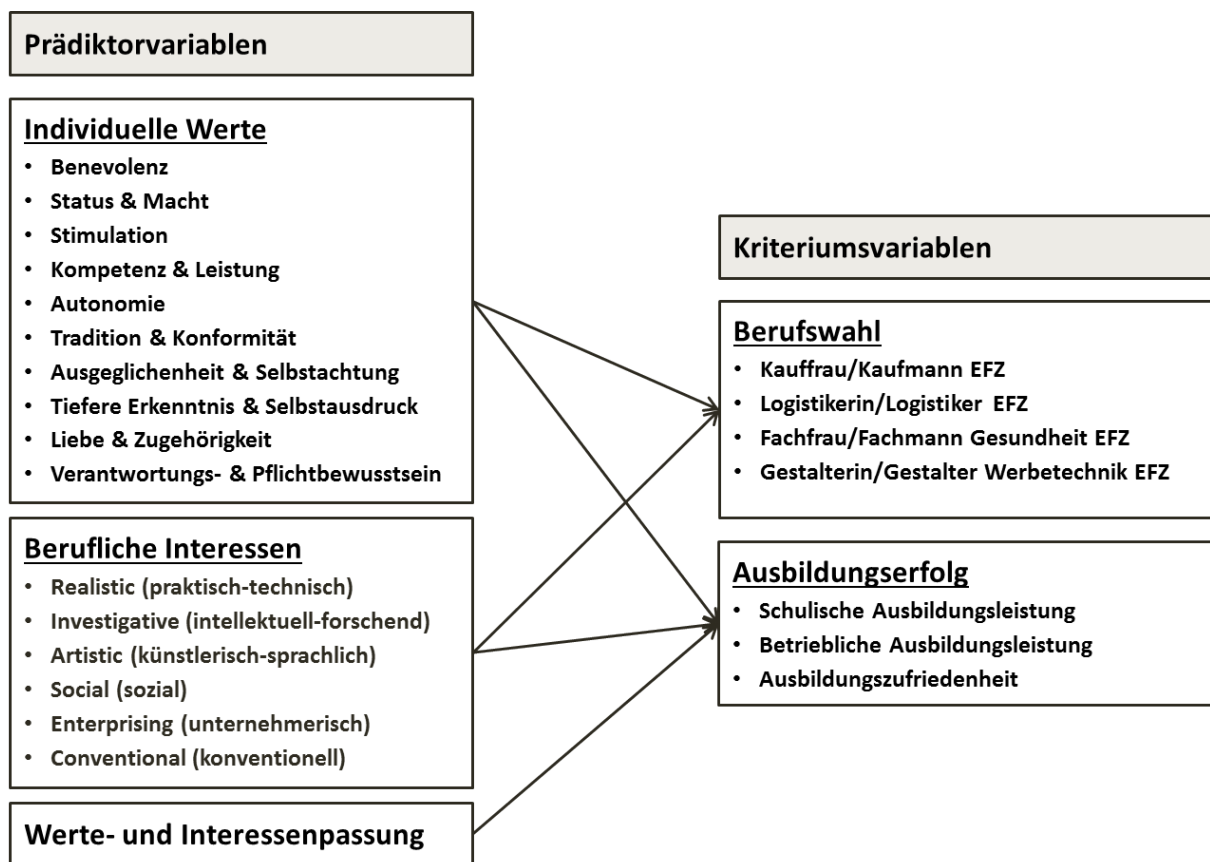 Prädiktorvariablen
Individuelle Werte
• Benevolenz
• Status & Macht
• Stimulation
• Kompetenz & Leistung
• Autonomie
• Tradition & Konformität
• Ausgeglichenheit & Selbstachtung
• Tiefere Erkenntnis & Selbstausdruck
• Liebe & Zugehörigkeit
• Verantwortungs- & Pflichtbewusstsein
Berufliche Interessen
• Realistic (praktisch-technisch)
• Investigative (intellektuell-forschend)
• Artistic (künstlerisch-sprachlich)
• Social (sozial)
• Enterprising (unternehmerisch)
• Conventional (konventionell)
Werte- und Interessenpassung
Kriteriumsvariablen
Berufswahl
• Kauffrau/Kaufmann EFZ
• Logistikerin/Logistiker EFZ
• Fachfrau/Fachmann Gesundheit EFZ
• Gestalterin/Gestalter Werbetechnik EFZ
Ausbildungserfolg
• Schulische Ausbildungsleistung
• Betriebliche Ausbildungsleistung
• Ausbildungszufriedenheit